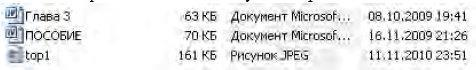 Глава 3 63 КБ Документ Microsof... 08.10.2009 19:41
ПОСОБИЕ 70 КБ Документ Microsof... 16.11.2009 21:26
top1 161 КБ Рисунок JPEG 11.11.2010 23:51